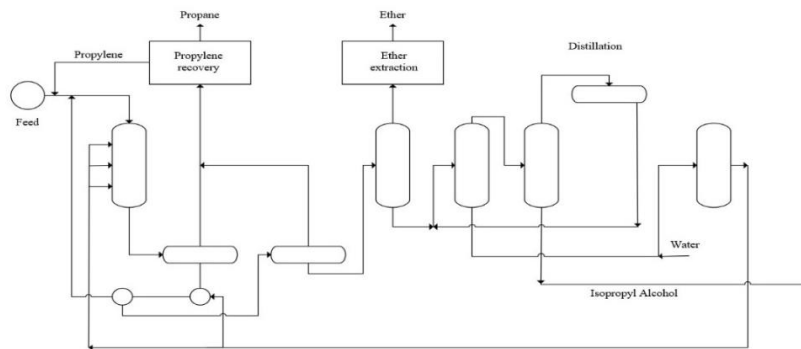 Propane
Ether
Propylene
Propylene
recovery
Ether
extraction
Distillation
Feed
Water
Isopropyl Alcohol